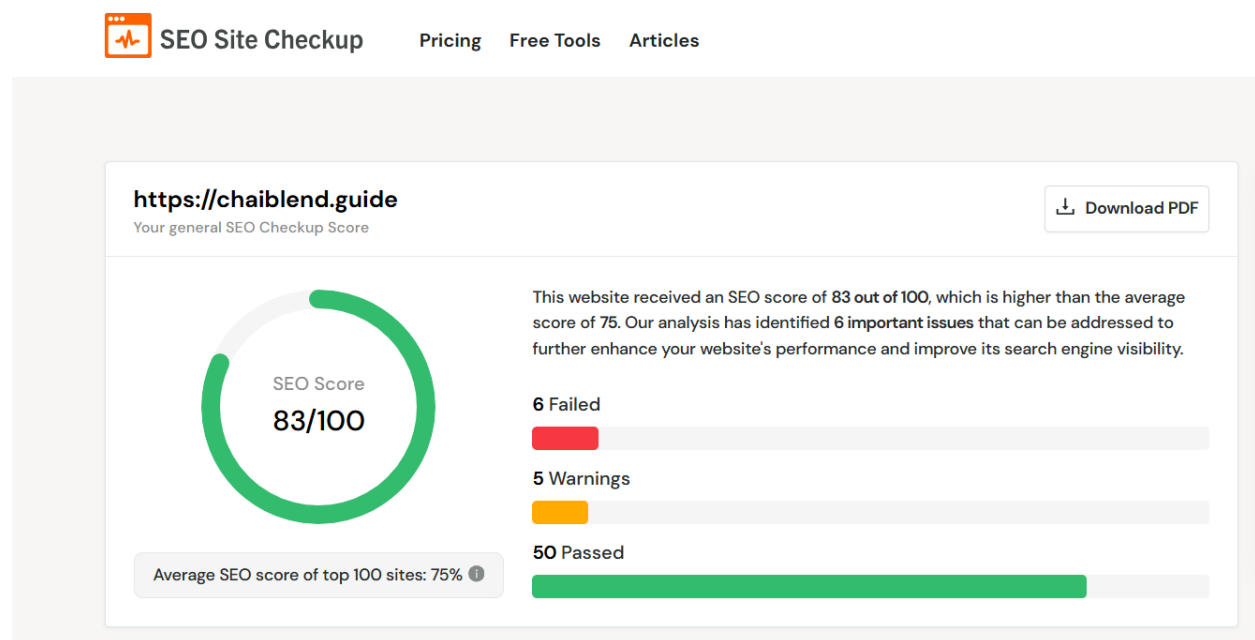 SEO Site Checkup
Pricing
Free Tools
Articles
https://chaiblend.guide
Your general SEO Checkup Score
Download PDF
SEO Score
83/100
Average SEO score of top 100 sites: 75%
This website received an SEO score of 83 out of 100, which is higher than the average
score of 75. Our analysis has identified 6 important issues that can be addressed to
further enhance your website's performance and improve its search engine visibility.
6 Failed
5 Warnings
50 Passed